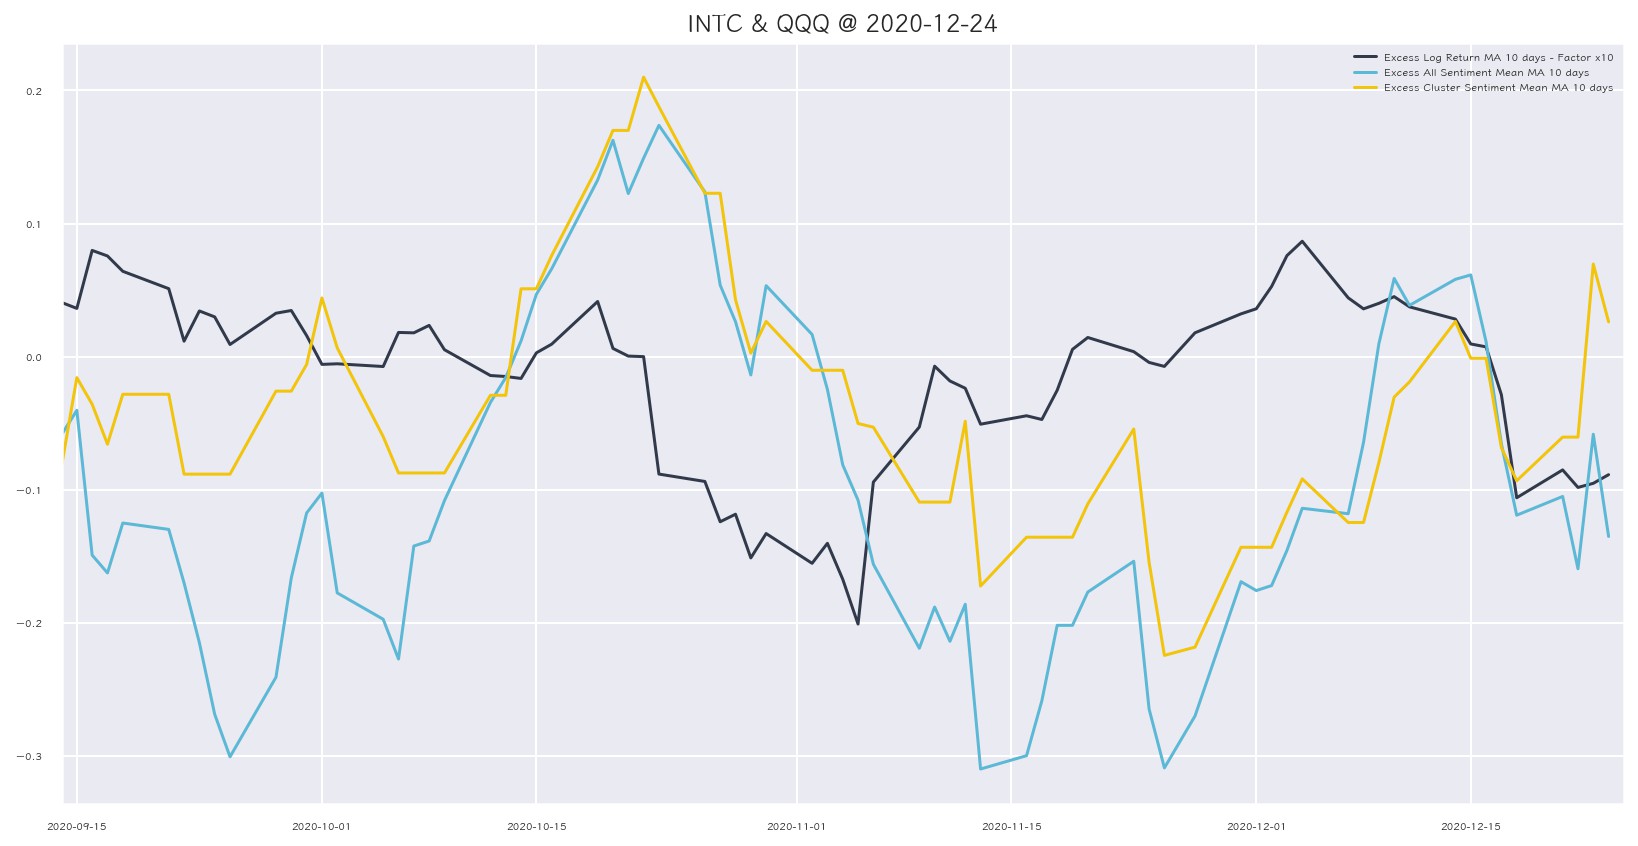 INTC & QQQ @ 2020-12-24
Excess Log Return MA 10 days - Factor x10
Excess All Sentiment Mean MA 10 days
Excess Cluster Sentiment Mean MA 10 days
0.2
0.1
0.0
−0.1
−0.2
−0.3
2020-09-15 2020-10-01 2020-10-15 2020-11-01 2020-11-15 2020-12-01 2020-12-15